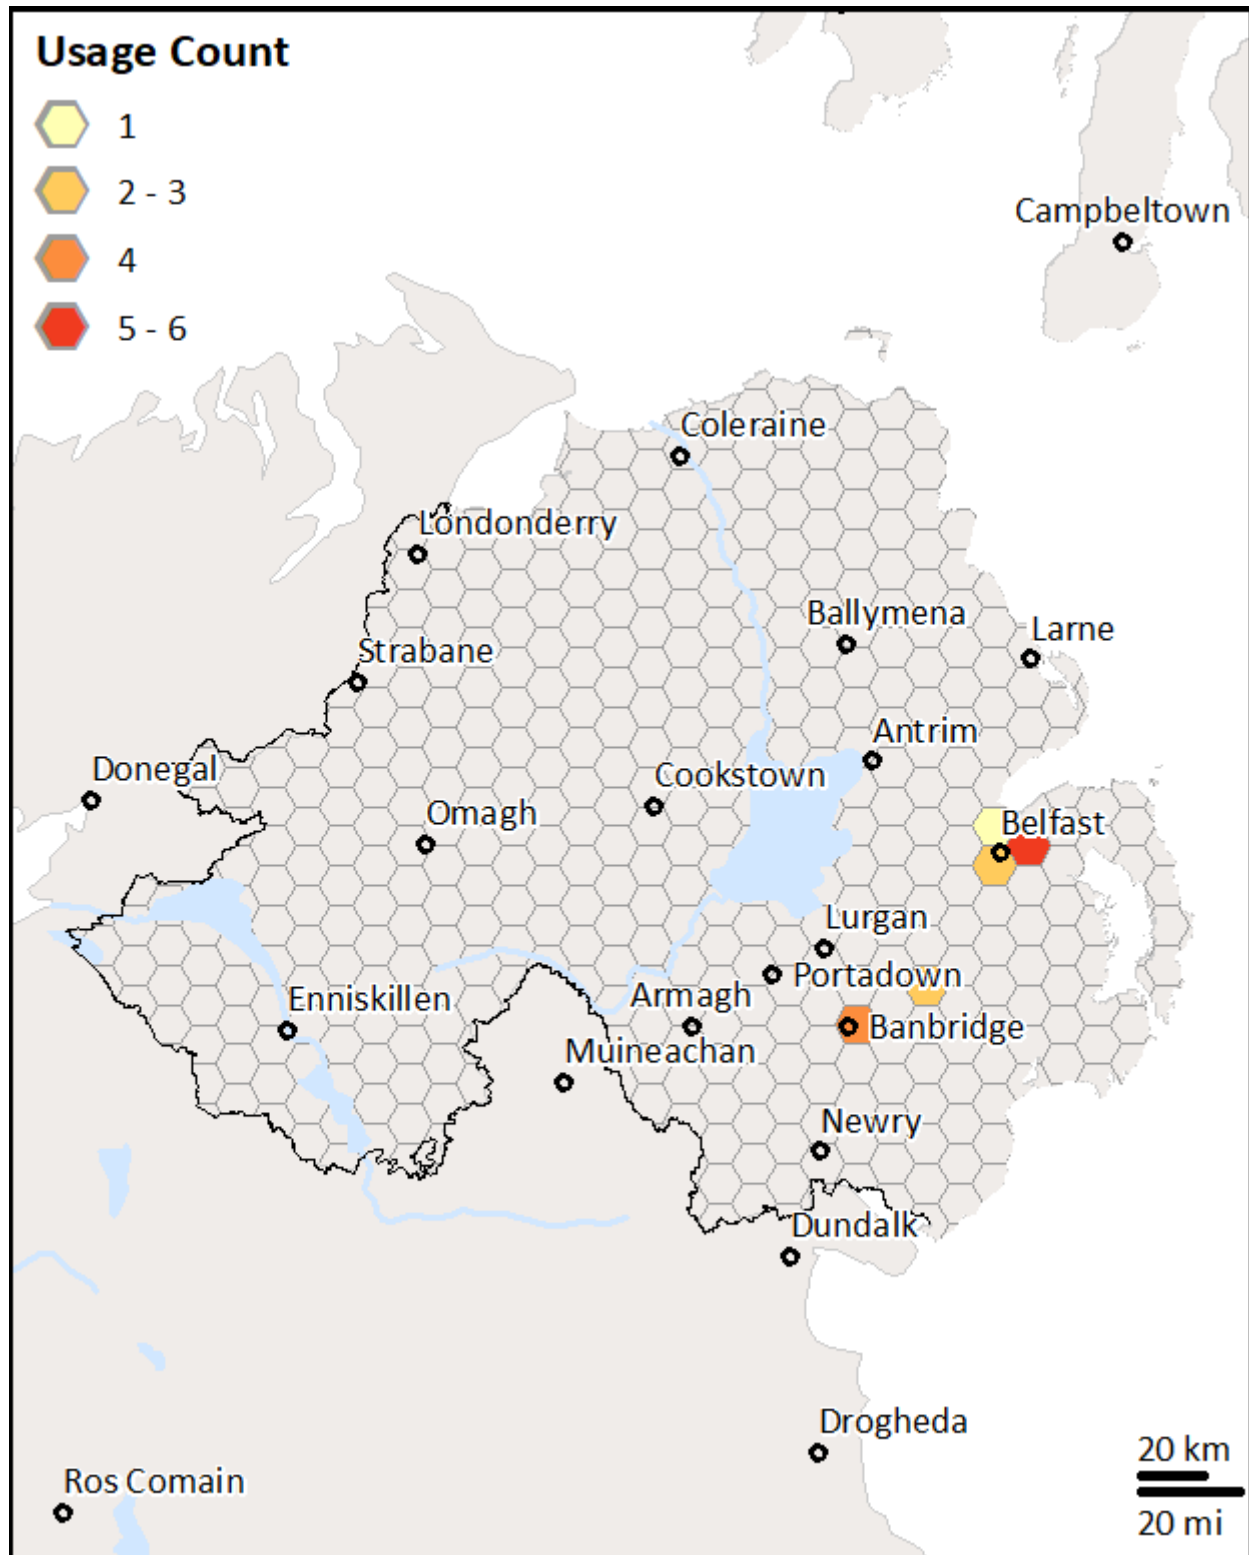 Usage Count
1
2 - 3
4
5 - 6
Campbeltown
Coleraine
Londonderry
Ballymena
Larne
Strabane
Antrim
Donegal
Cookstown
Omagh
Belfast
Lurgan
Portadown
Enniskillen
Armagh
Banbridge
Muineachan
Newry
Dundalk
Drogheda
20 km
Ros Comain
20 mi